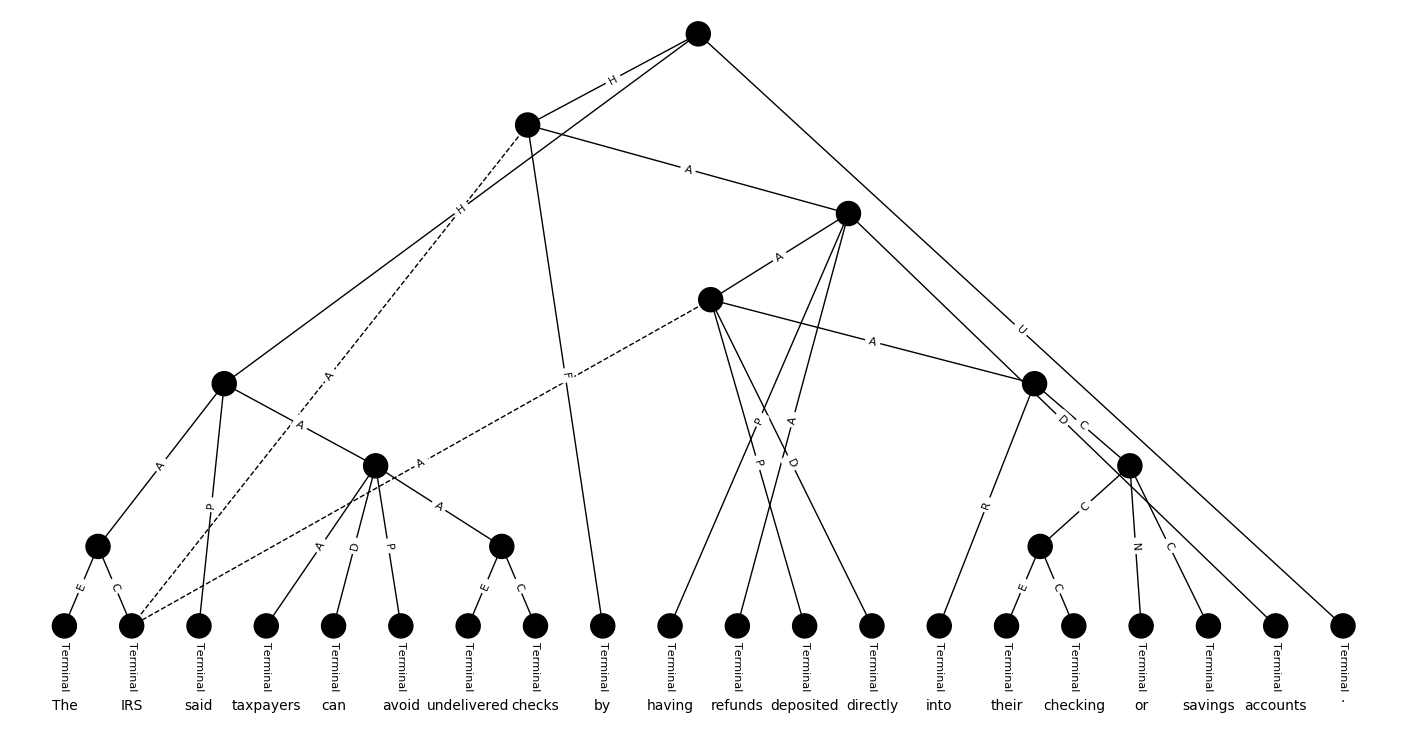 H
H
A
U
A
H
A
A
F
A
P
A
D
C
A
A
P
P
D
A
P
A
R
C
A
D
P
N
C
E
C
E
C
E
C
Terminal Terminal Terminal Terminal Terminal Terminal Terminal Terminal Terminal Terminal Terminal Terminal Terminal Terminal Terminal Terminal Terminal Terminal Terminal Terminal
The IRS said taxpayers can avoid undelivered checks by having refunds deposited directly into their checking or savings accounts .